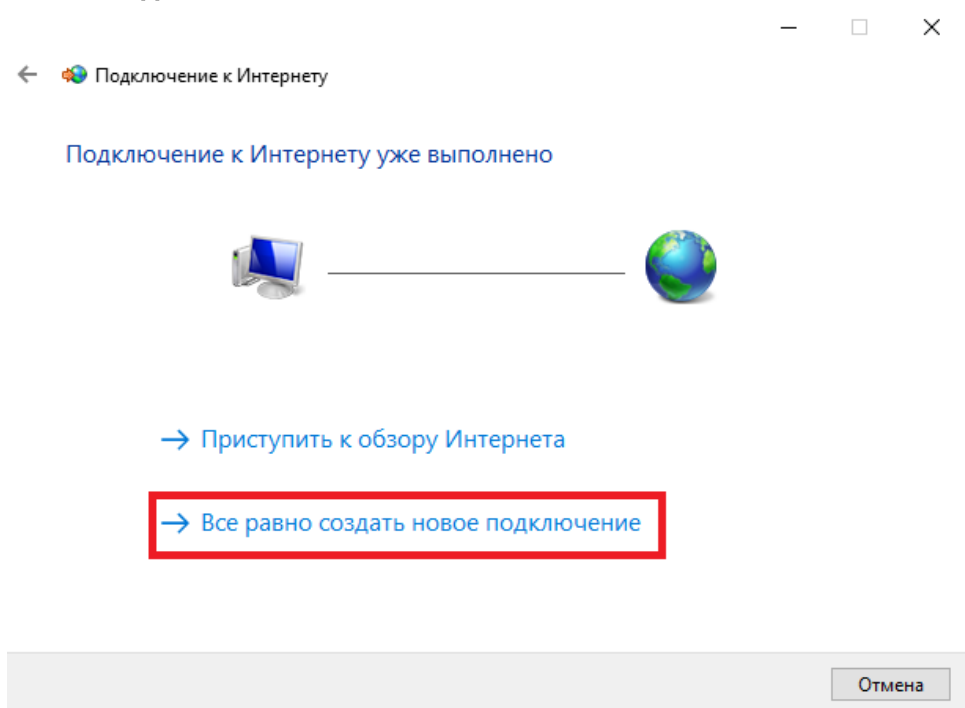 Подключение к Интернету
Подключение к Интернету уже выполнено
Приступить к обзору Интернета
Все равно создать новое подключение
Отмена